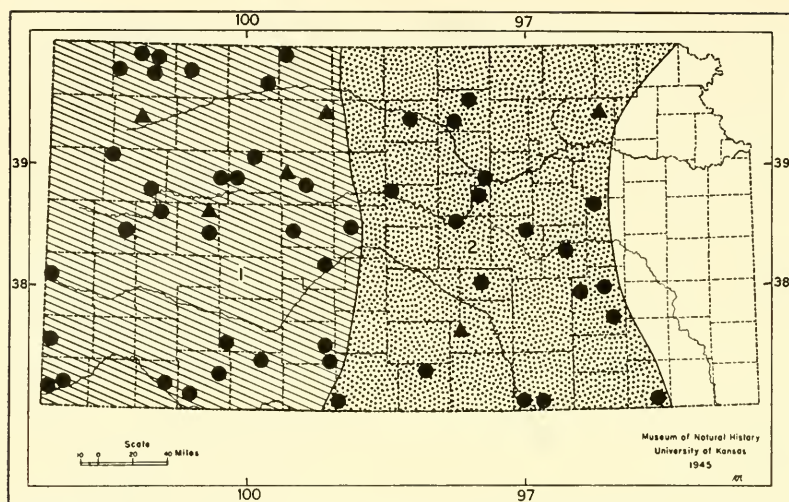 100 97
39 39
2
1
38 38
Scale
10 0 20 40 Miles
Museum of Natural History
University of Kansas
1945
100 97